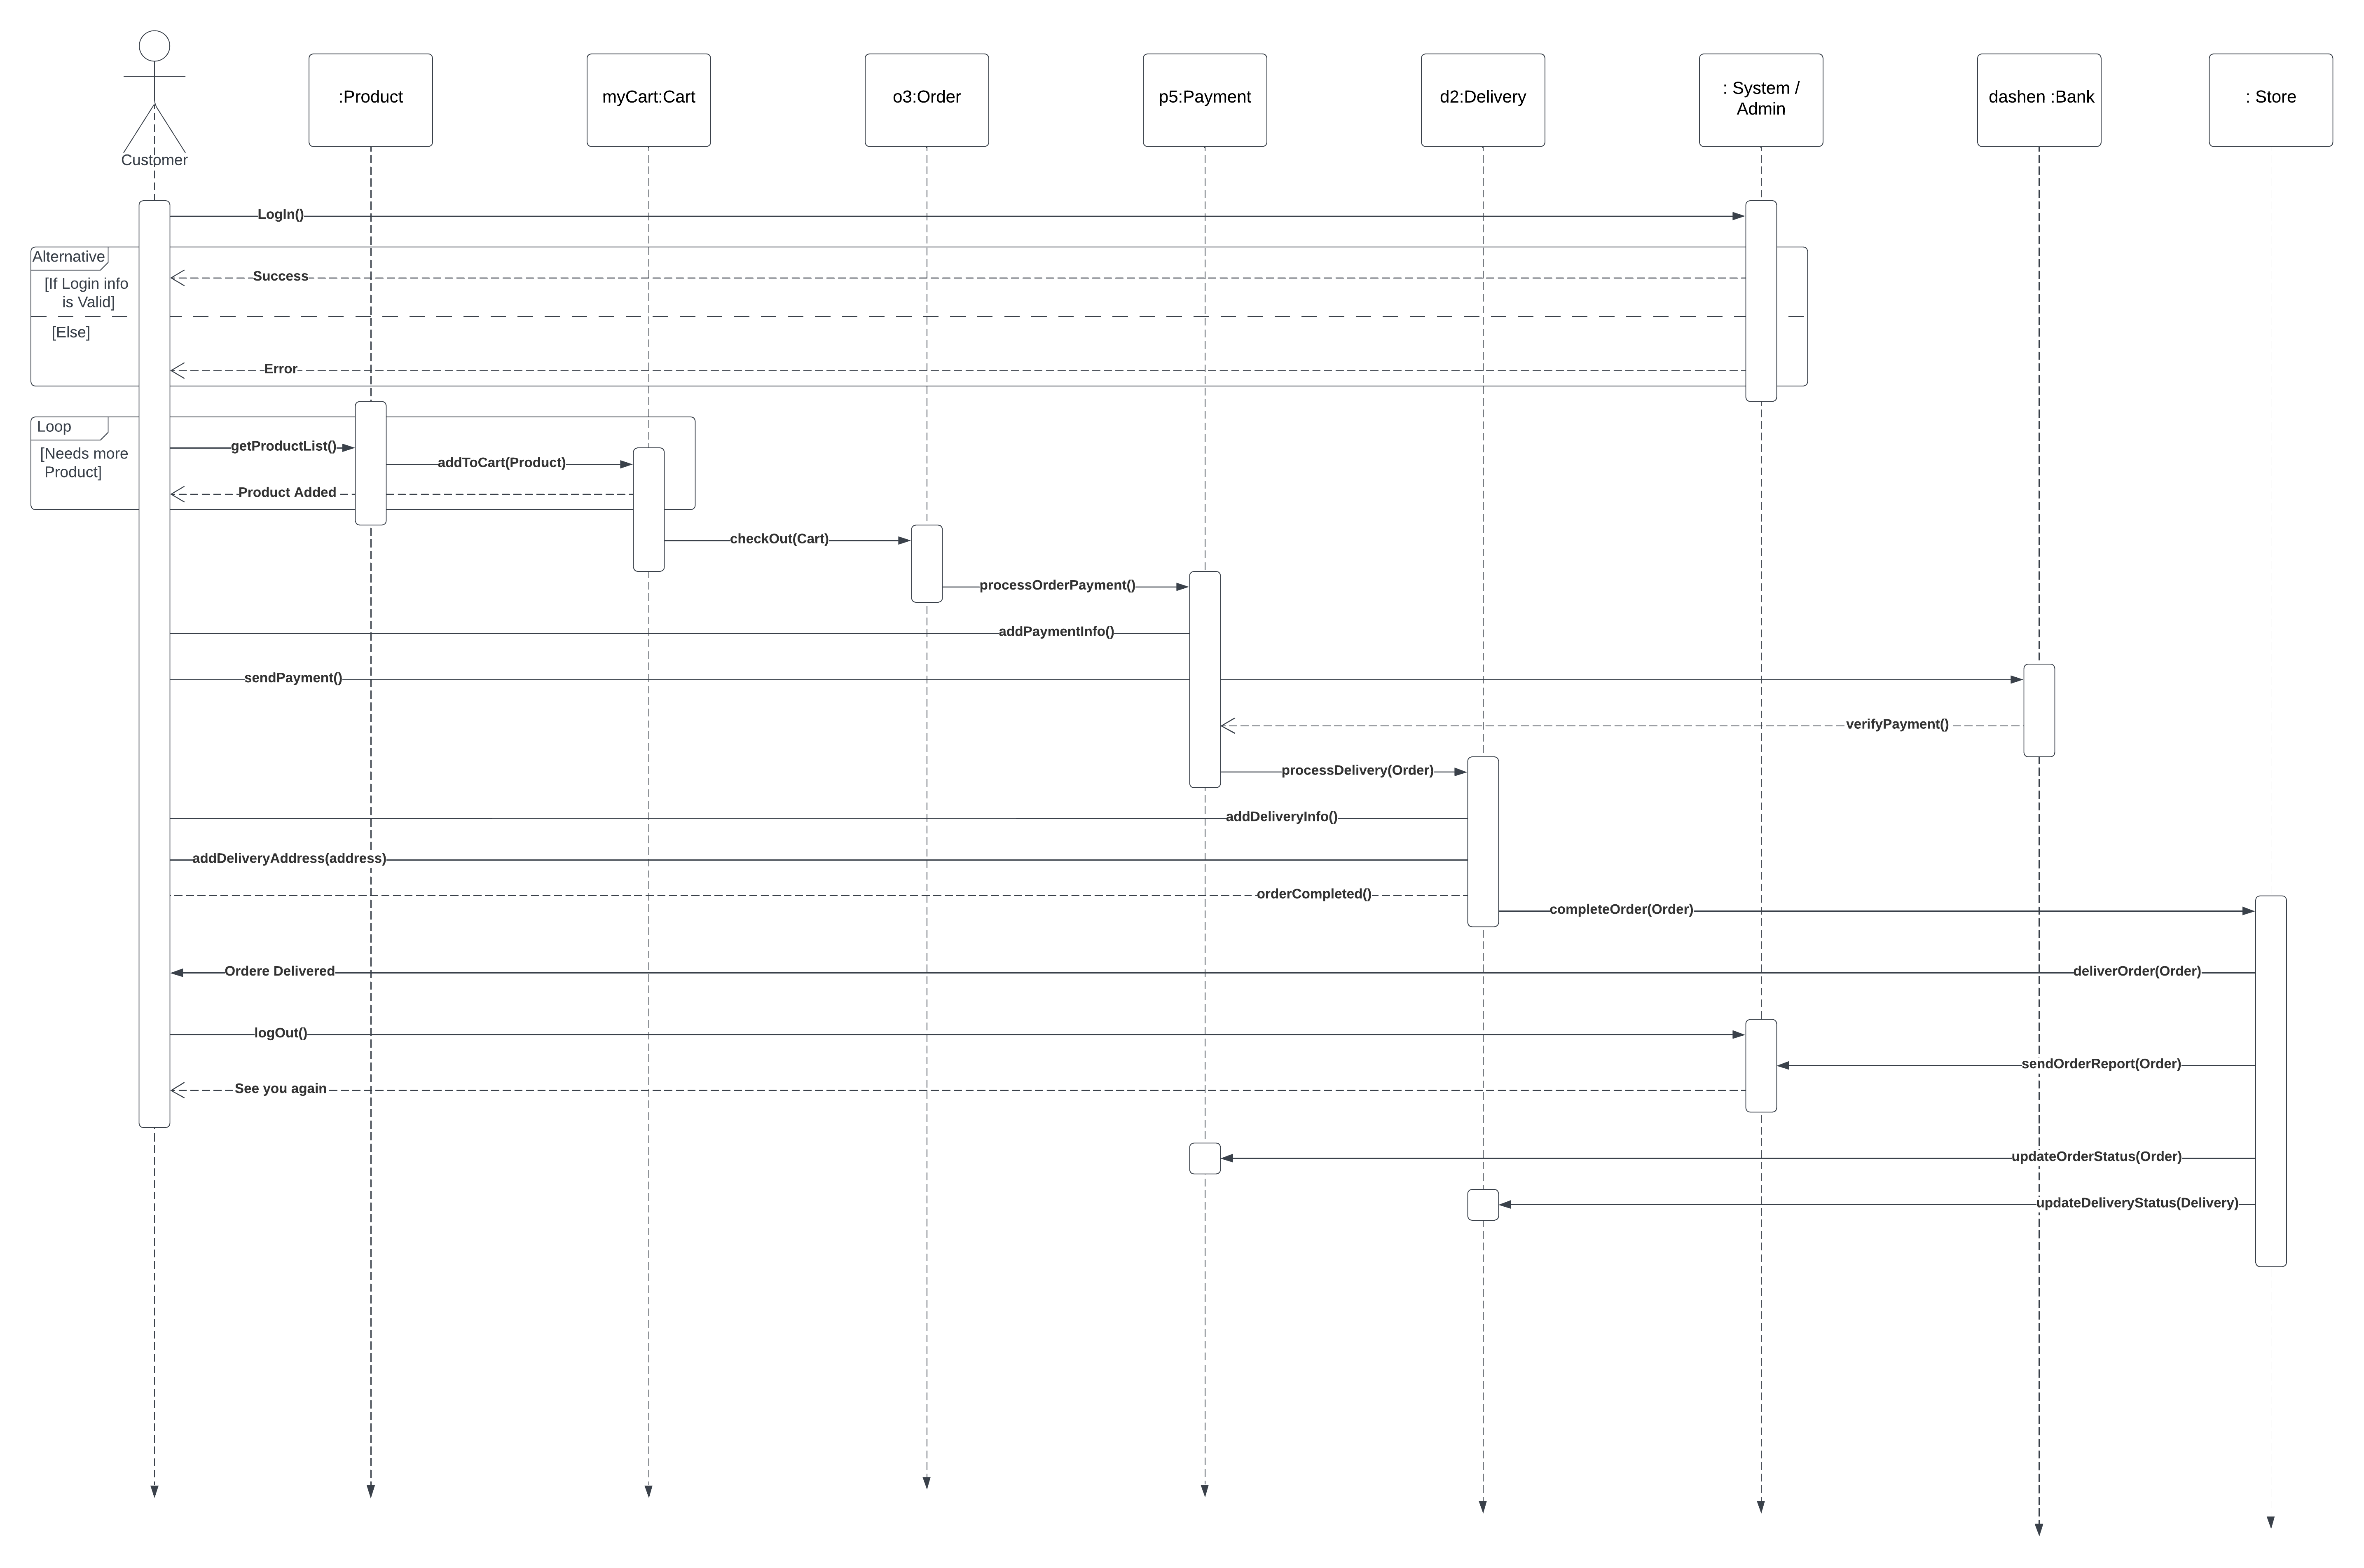 :Product
myCart:Cart
o3:Order
p5:Payment
d2:Delivery
: System /
Admin
dashen :Bank
: Store
Customer
LogIn()
Alternative
[If Login info
is Valid]
Success
[Else]
Error
Loop
[Needs more
Product]
getProductList()
addToCart(Product)
Product Added
checkOut(Cart)
processOrderPayment()
addPaymentInfo()
sendPayment()
verifyPayment()
processDelivery(Order)
addDeliveryInfo()
addDeliveryAddress(address)
orderCompleted()
completeOrder(Order)
Ordere Delivered
deliverOrder(Order)
logOut()
sendOrderReport(Order)
See you again
updateOrderStatus(Order)
updateDeliveryStatus(Delivery)